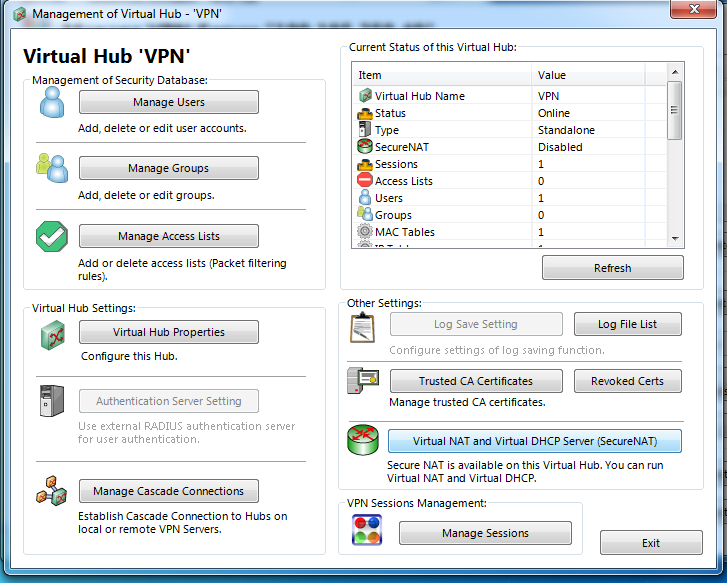 Management of Virtual Hub - 'VPN'
Virtual Hub 'VPN'
Management of Security Database:
Manage Users
Add, delete or edit user accounts.
Manage Groups
Add, delete or edit groups.
Manage Access Lists
Add or delete access lists (Packet filtering
rules).
Current Status of this Virtual Hub:
Item Value
Virtual Hub Name VPN
Status Online
Type Standalone
SecureNAT Disabled
Sessions 1
Access Lists 0
Users 1
Groups 0
MAC Tables 1
Refresh
Virtual Hub Settings:
Virtual Hub Properties
Configure this Hub.
Authentication Server Setting
Use external RADIUS authentication server
for user authentication.
Manage Cascade Connections
Establish Cascade Connection to Hubs on
local or remote VPN Servers.
Other Settings:
Log Save Setting Log File List
Configure settings of log saving function.
Trusted CA Certificates Revoked Certs
Manage trusted CA certificates.
Virtual NAT and Virtual DHCP Server (SecureNAT)
Secure NAT is available on this Virtual Hub. You can run
Virtual NAT and Virtual DHCP.
VPN Sessions Management:
Manage Sessions
Exit